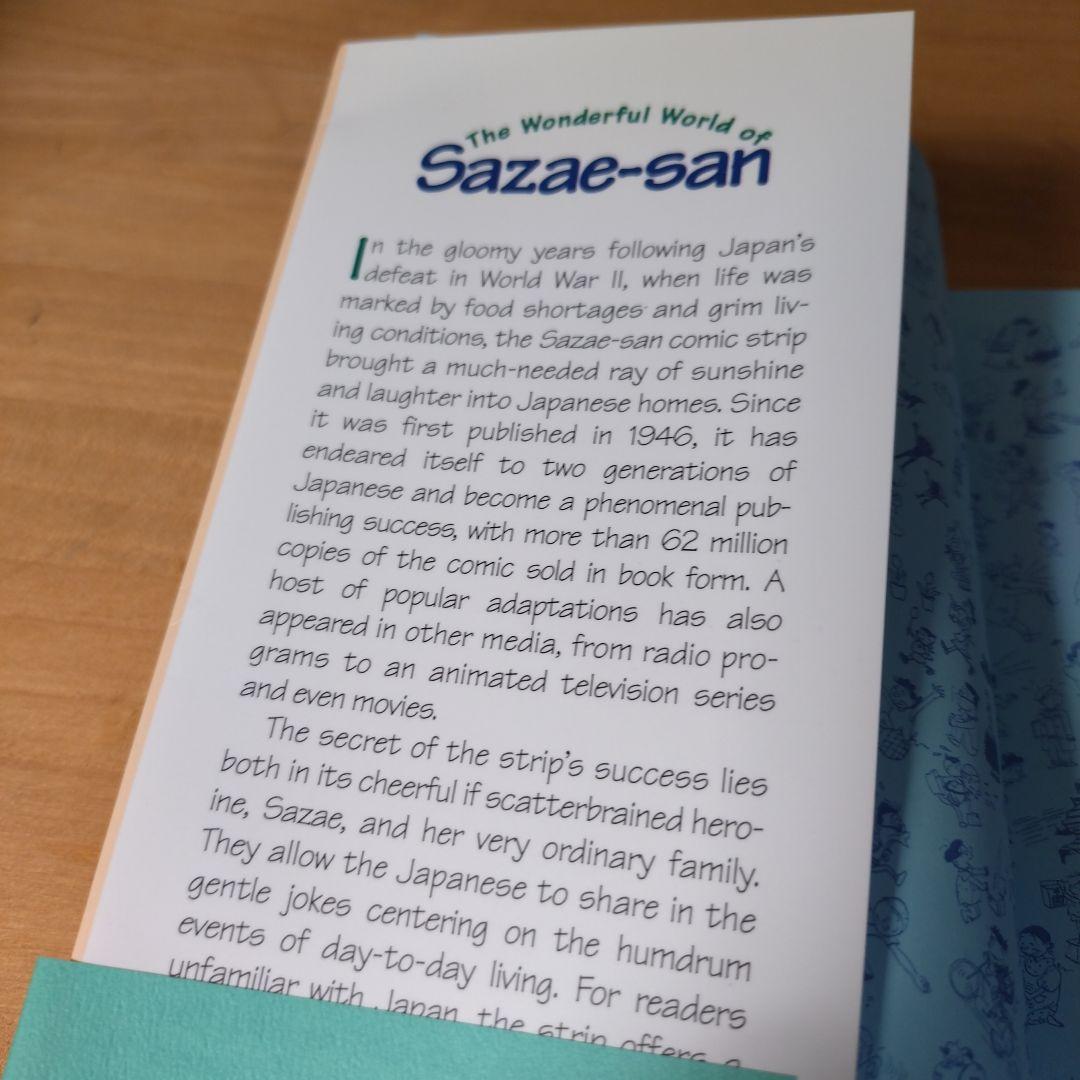 The Wonderful World of
Sazae-san
In the gloomy years following Japan's
defeat in World War II, when life was
marked by food shortages and grim liv-
ing conditions, the Sazae-san comic strip
brought a much-needed ray of sunshine
and laughter into Japanese homes. Since
it was first published in 1946, it has
endeared itself to two generations of
Japanese and become a phenomenal pub-
lishing success, with more than 62 million
copies of the comic sold in book form. A
host of popular adaptations has also
appeared in other media, from radio pro-
grams to an animated television series
and even movies.
The secret of the strip's success lies
both in its cheerful if scatterbrained hero-
ine, Sazae, and her very ordinary family.
They allow the Japanese to share in the
gentle jokes centering on the humdrum
events of day-to-day living. For readers
unfamiliar with Japan, the strip offers a